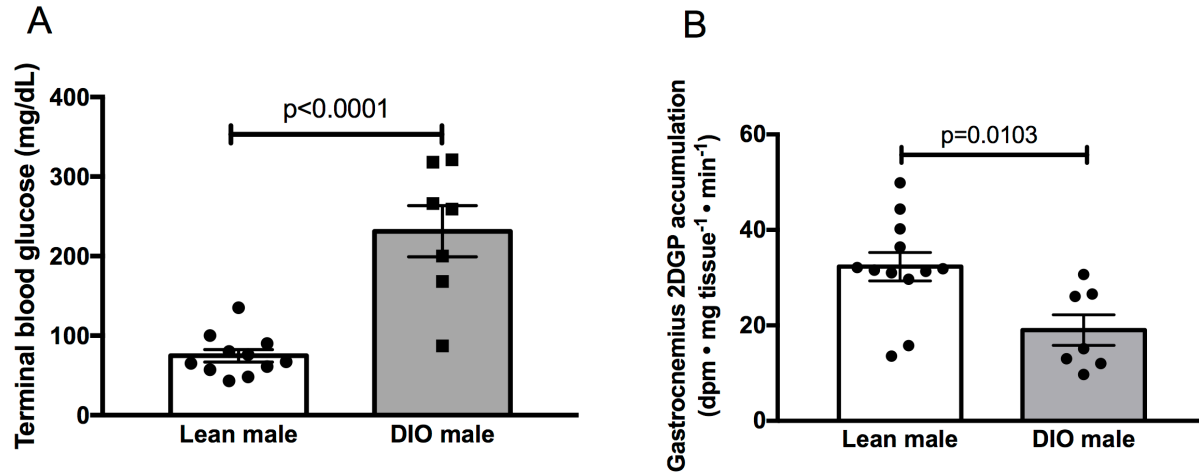 A
Terminal blood glucose (mg/dL)
400
300
200
100
0
p<0.0001
Lean male
DIO male
B
Gastrocnemius 2DGP accumulation
(dpm • mg tissue⁻¹ • min⁻¹)
60
40
20
0
p=0.0103
Lean male
DIO male